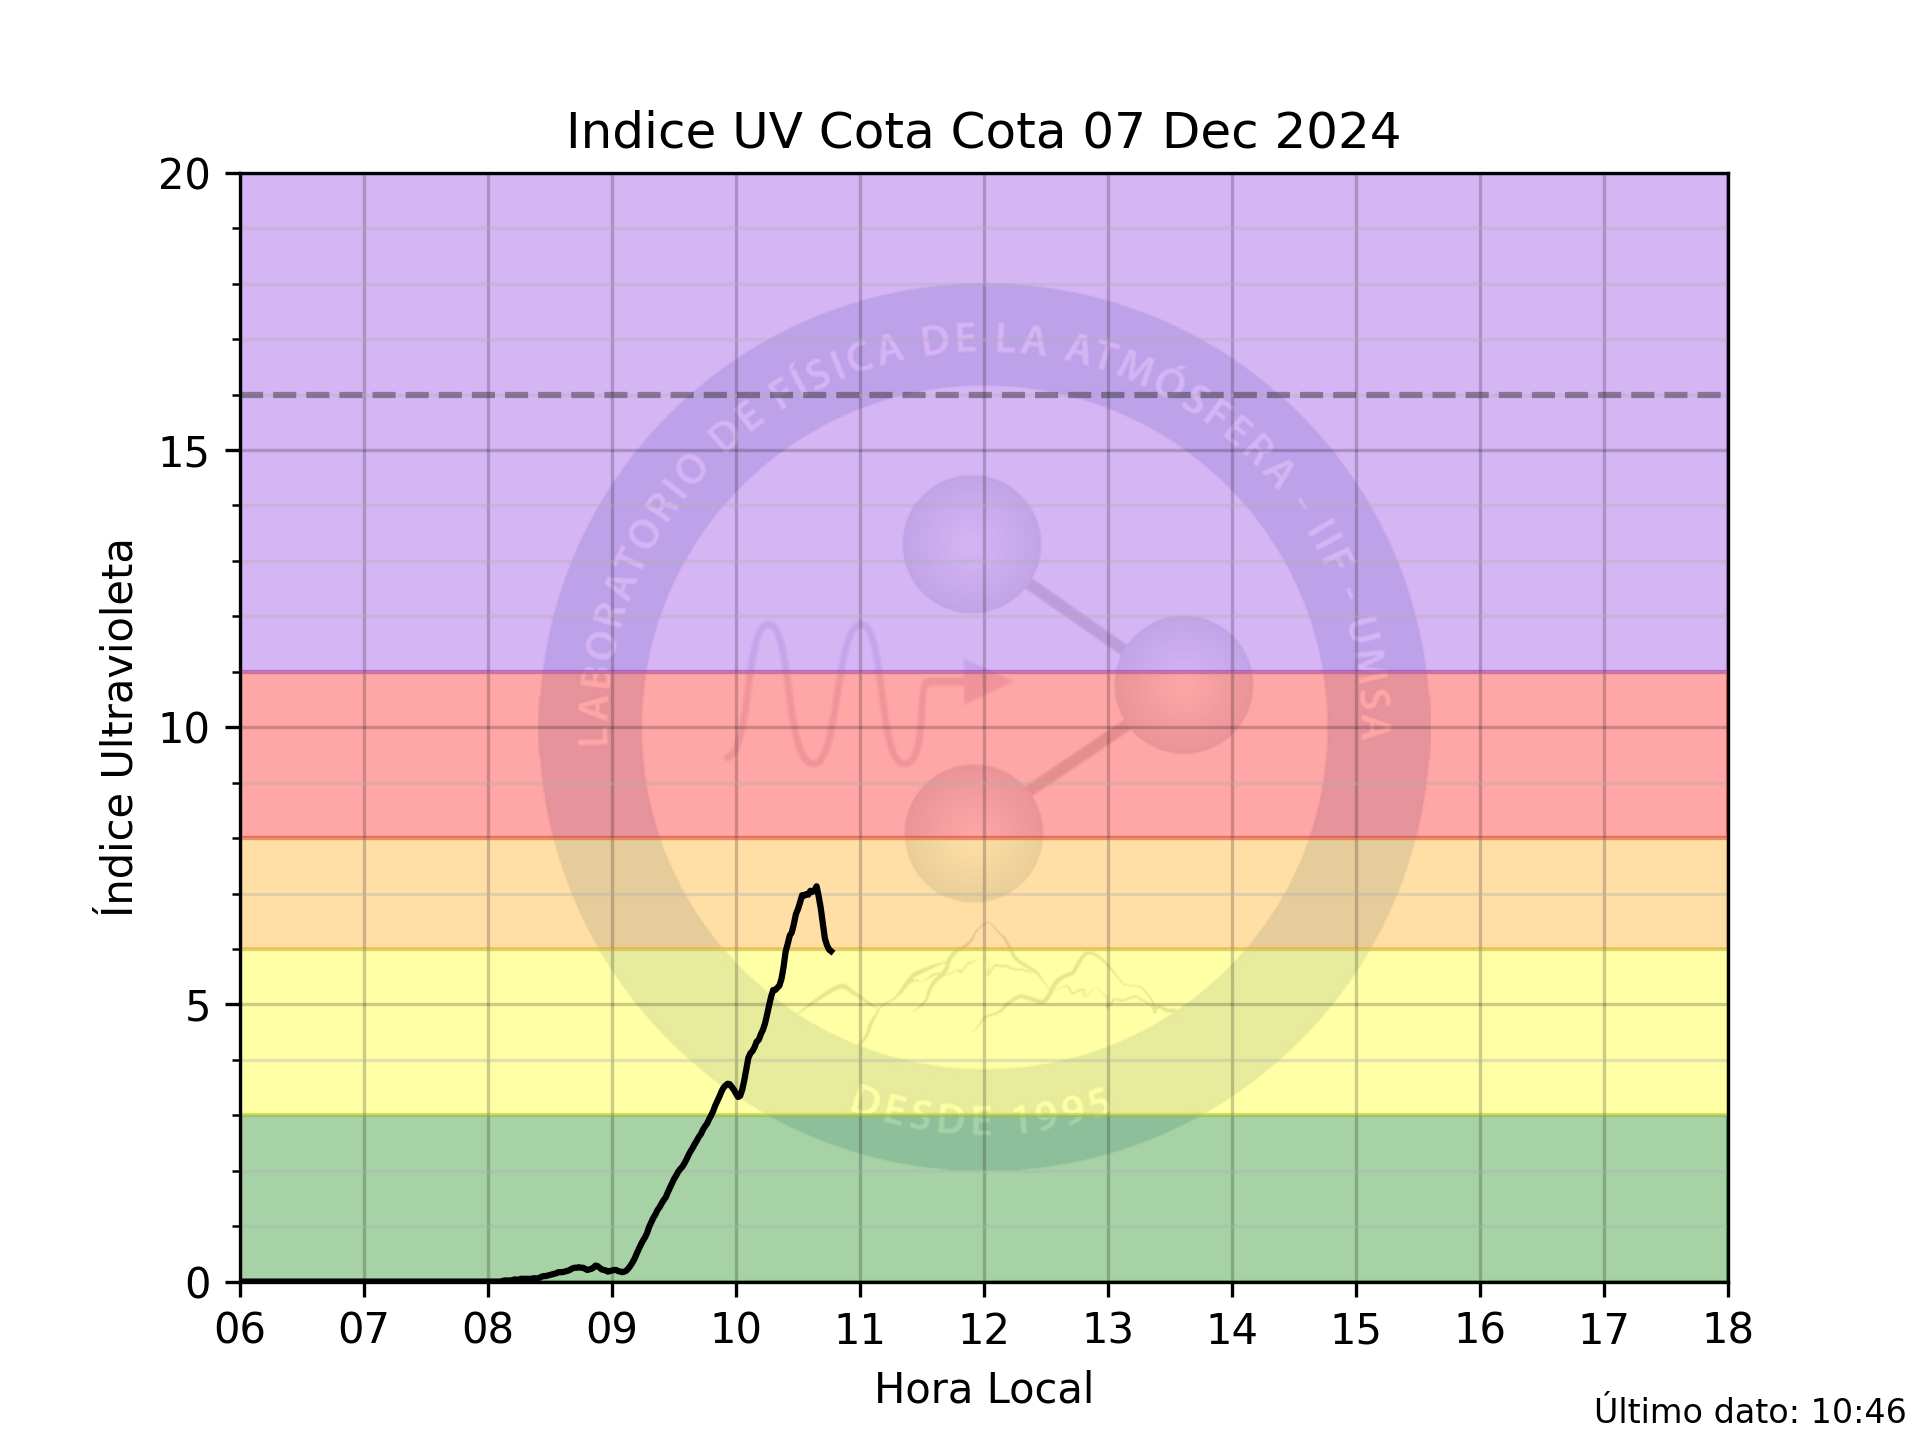 Indice UV Cota Cota 07 Dec 2024
20
15
10
5
0
Índice Ultravioleta
LABORATORIO DE FÍSICA DE LA ATMÓSFERA - IIF - UMSA
DESDE 1995
06 07 08 09 10 11 12 13 14 15 16 17 18
Hora Local
Último dato: 10:46